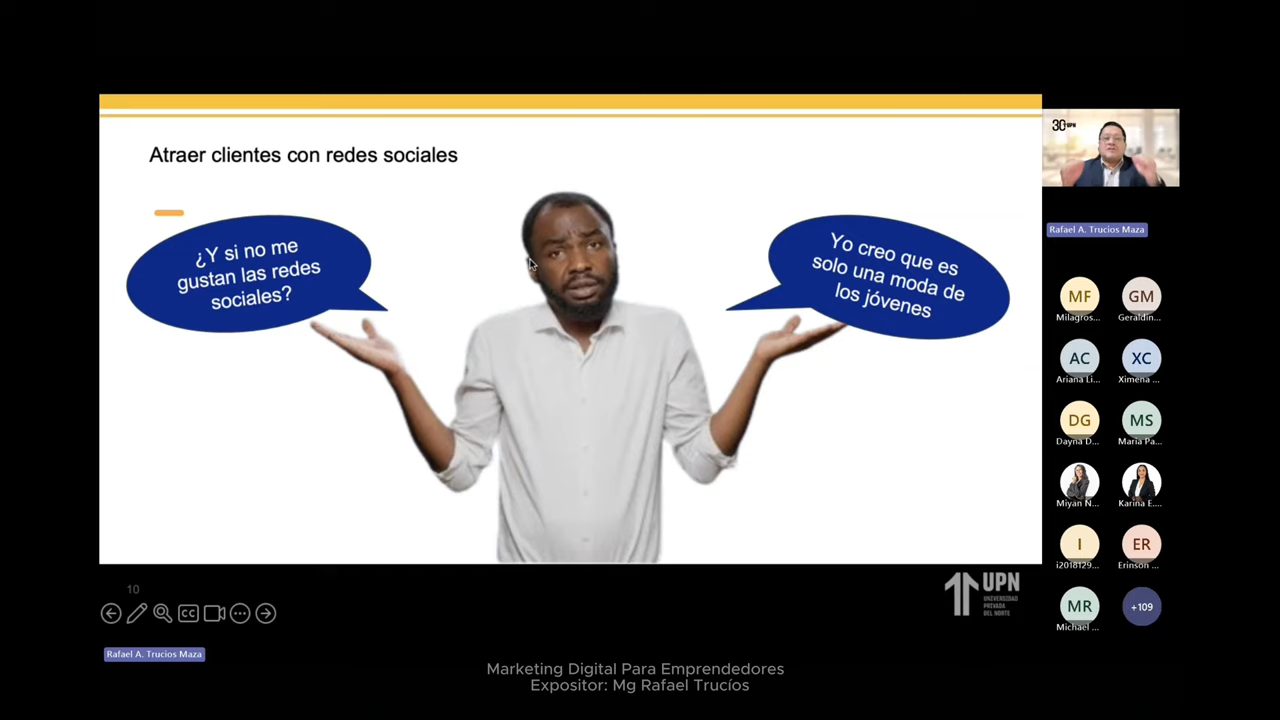 Atraer clientes con redes sociales
¿Y si no me
gustan las redes
sociales?
Yo creo que es
solo una moda de
los jóvenes
30 UPN
Rafael A. Trucios Maza
MF
GM
Milagros...
Geraldin...
AC
XC
Ariana Li...
Ximena ...
DG
MS
Dayna D...
Maria Pa...
Miyan N...
Karina E....
I
ER
i2018129...
Erinson ...
MR
+109
Michael ...
10
CC
UPN
UNIVERSIDAD
PRIVADA
DEL NORTE
Rafael A. Trucios Maza
Marketing Digital Para Emprendedores
Expositor: Mg Rafael Trucíos